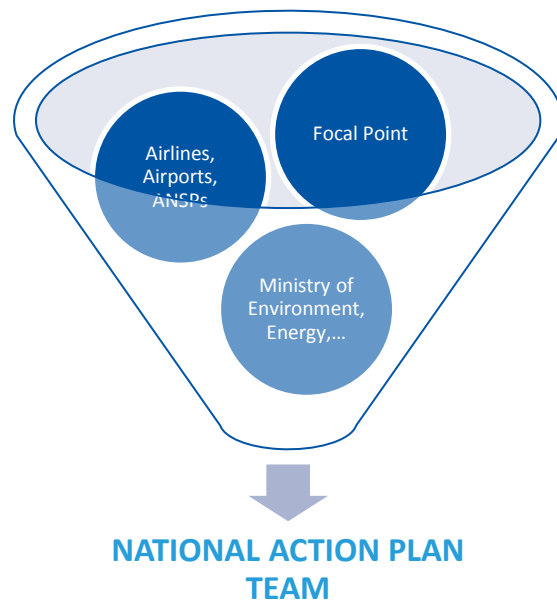 Focal Point
Airlines,
Airports,
ANSPs
Ministry of
Environment,
Energy,...
NATIONAL ACTION PLAN
TEAM